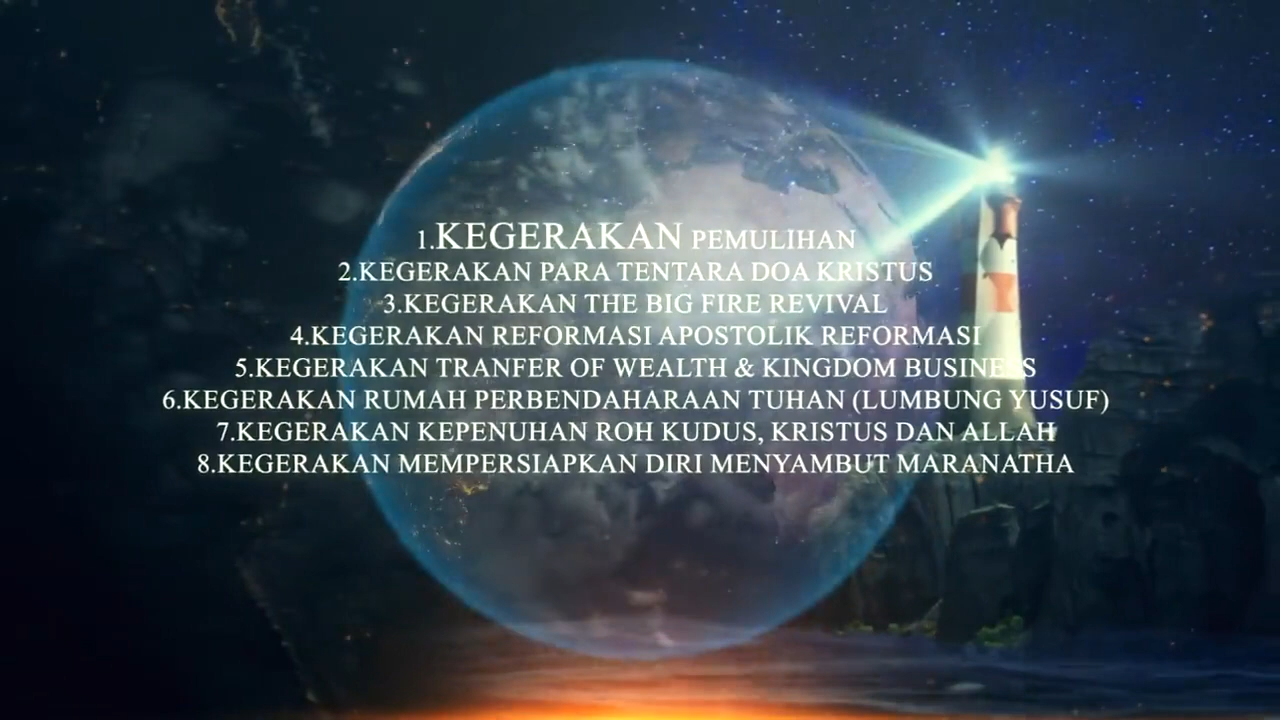 1.KEGERAKAN PEMULIHAN
2.KEGERAKAN PARA TENTARA DOA KRISTUS
3.KEGERAKAN THE BIG FIRE REVIVAL
4.KEGERAKAN REFORMASI APOSTOLIK REFORMASI
5.KEGERAKAN TRANFER OF WEALTH & KINGDOM BUSINESS
6.KEGERAKAN RUMAH PERBENDAHARAAN TUHAN (LUMBUNG YUSUF)
7.KEGERAKAN KEPENUHAN ROH KUDUS, KRISTUS DAN ALLAH
8.KEGERAKAN MEMPERSIAPKAN DIRI MENYAMBUT MARANATHA